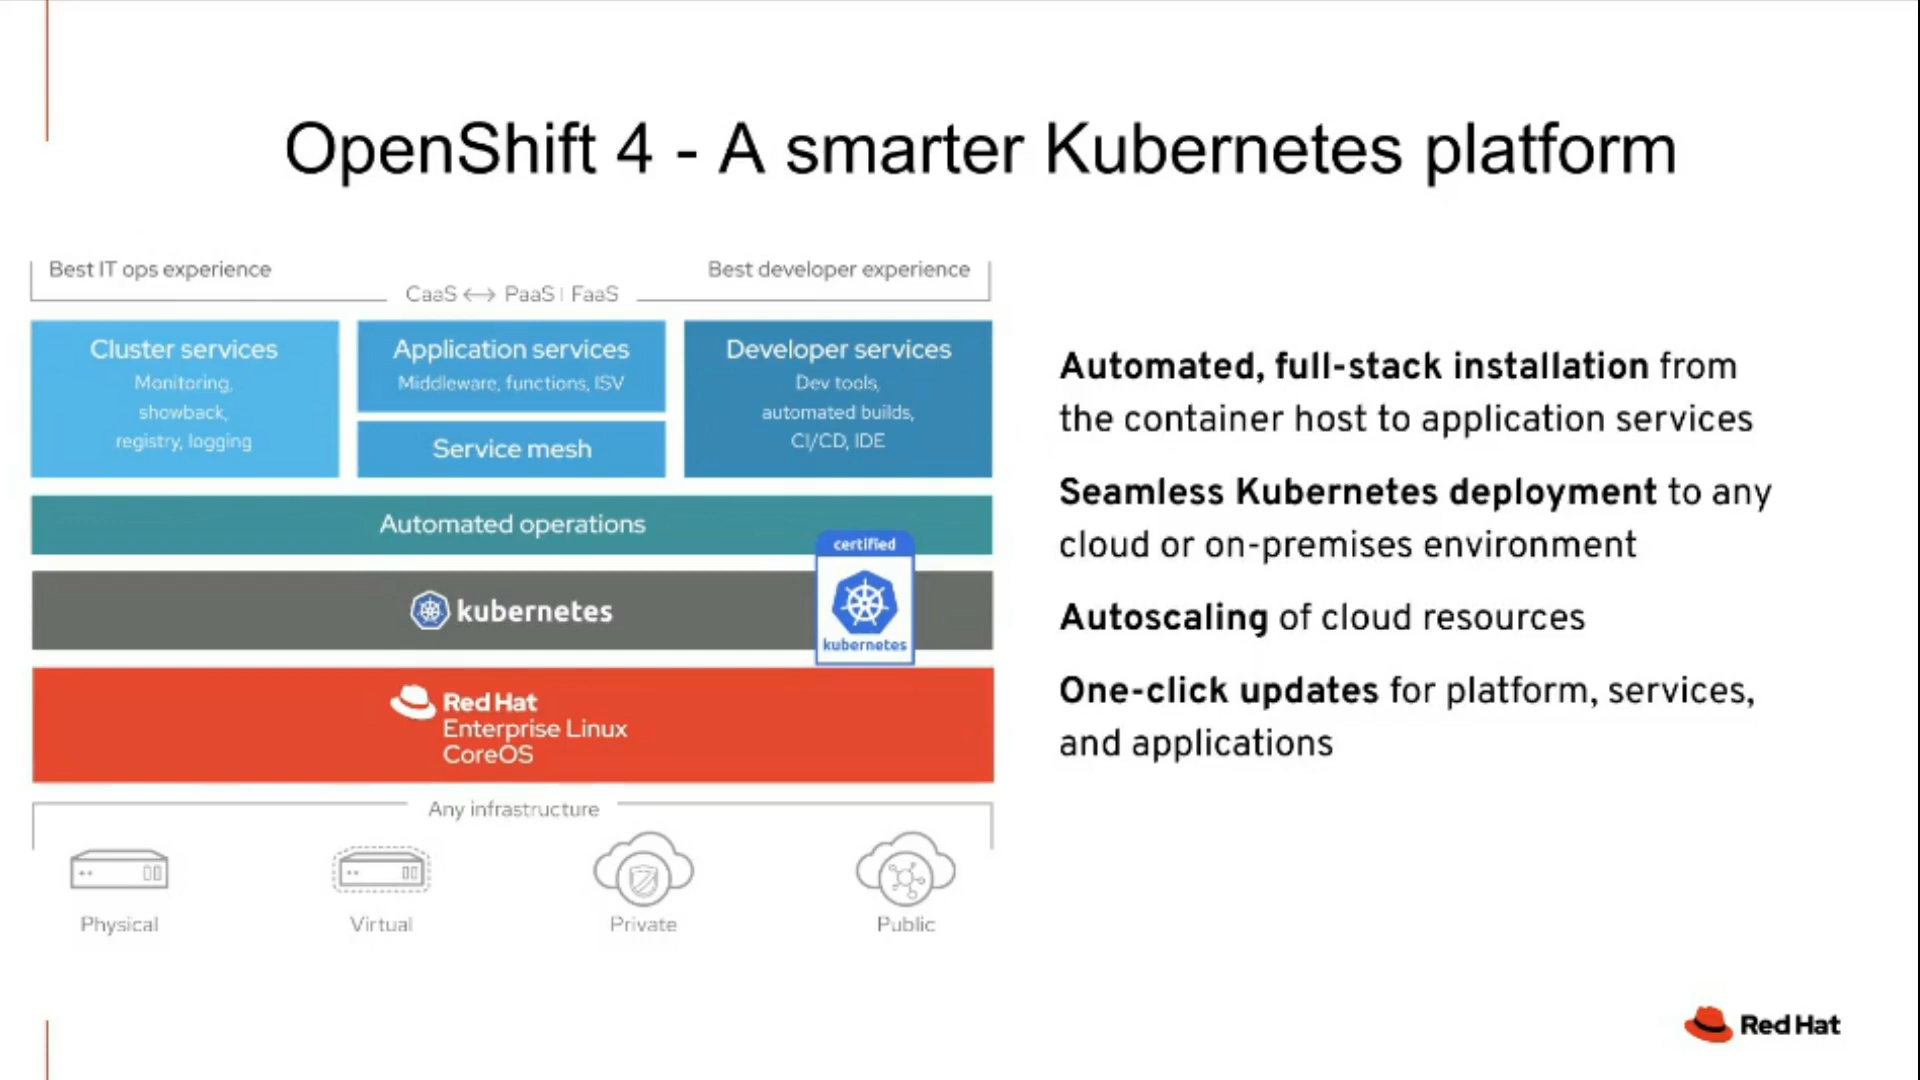 OpenShift 4 - A smarter Kubernetes platform
Best IT ops experience
Best developer experience
CaaS ⟷ PaaS | FaaS
Cluster services
Monitoring,
showback,
registry, logging
Application services
Middleware, functions, ISV
Service mesh
Developer services
Dev tools,
automated builds,
CI/CD, IDE
Automated operations
kubernetes
certified
kubernetes
Red Hat
Enterprise Linux
CoreOS
Any infrastructure
Physical
Virtual
Private
Public
Automated, full-stack installation from
the container host to application services
Seamless Kubernetes deployment to any
cloud or on-premises environment
Autoscaling of cloud resources
One-click updates for platform, services,
and applications
Red Hat